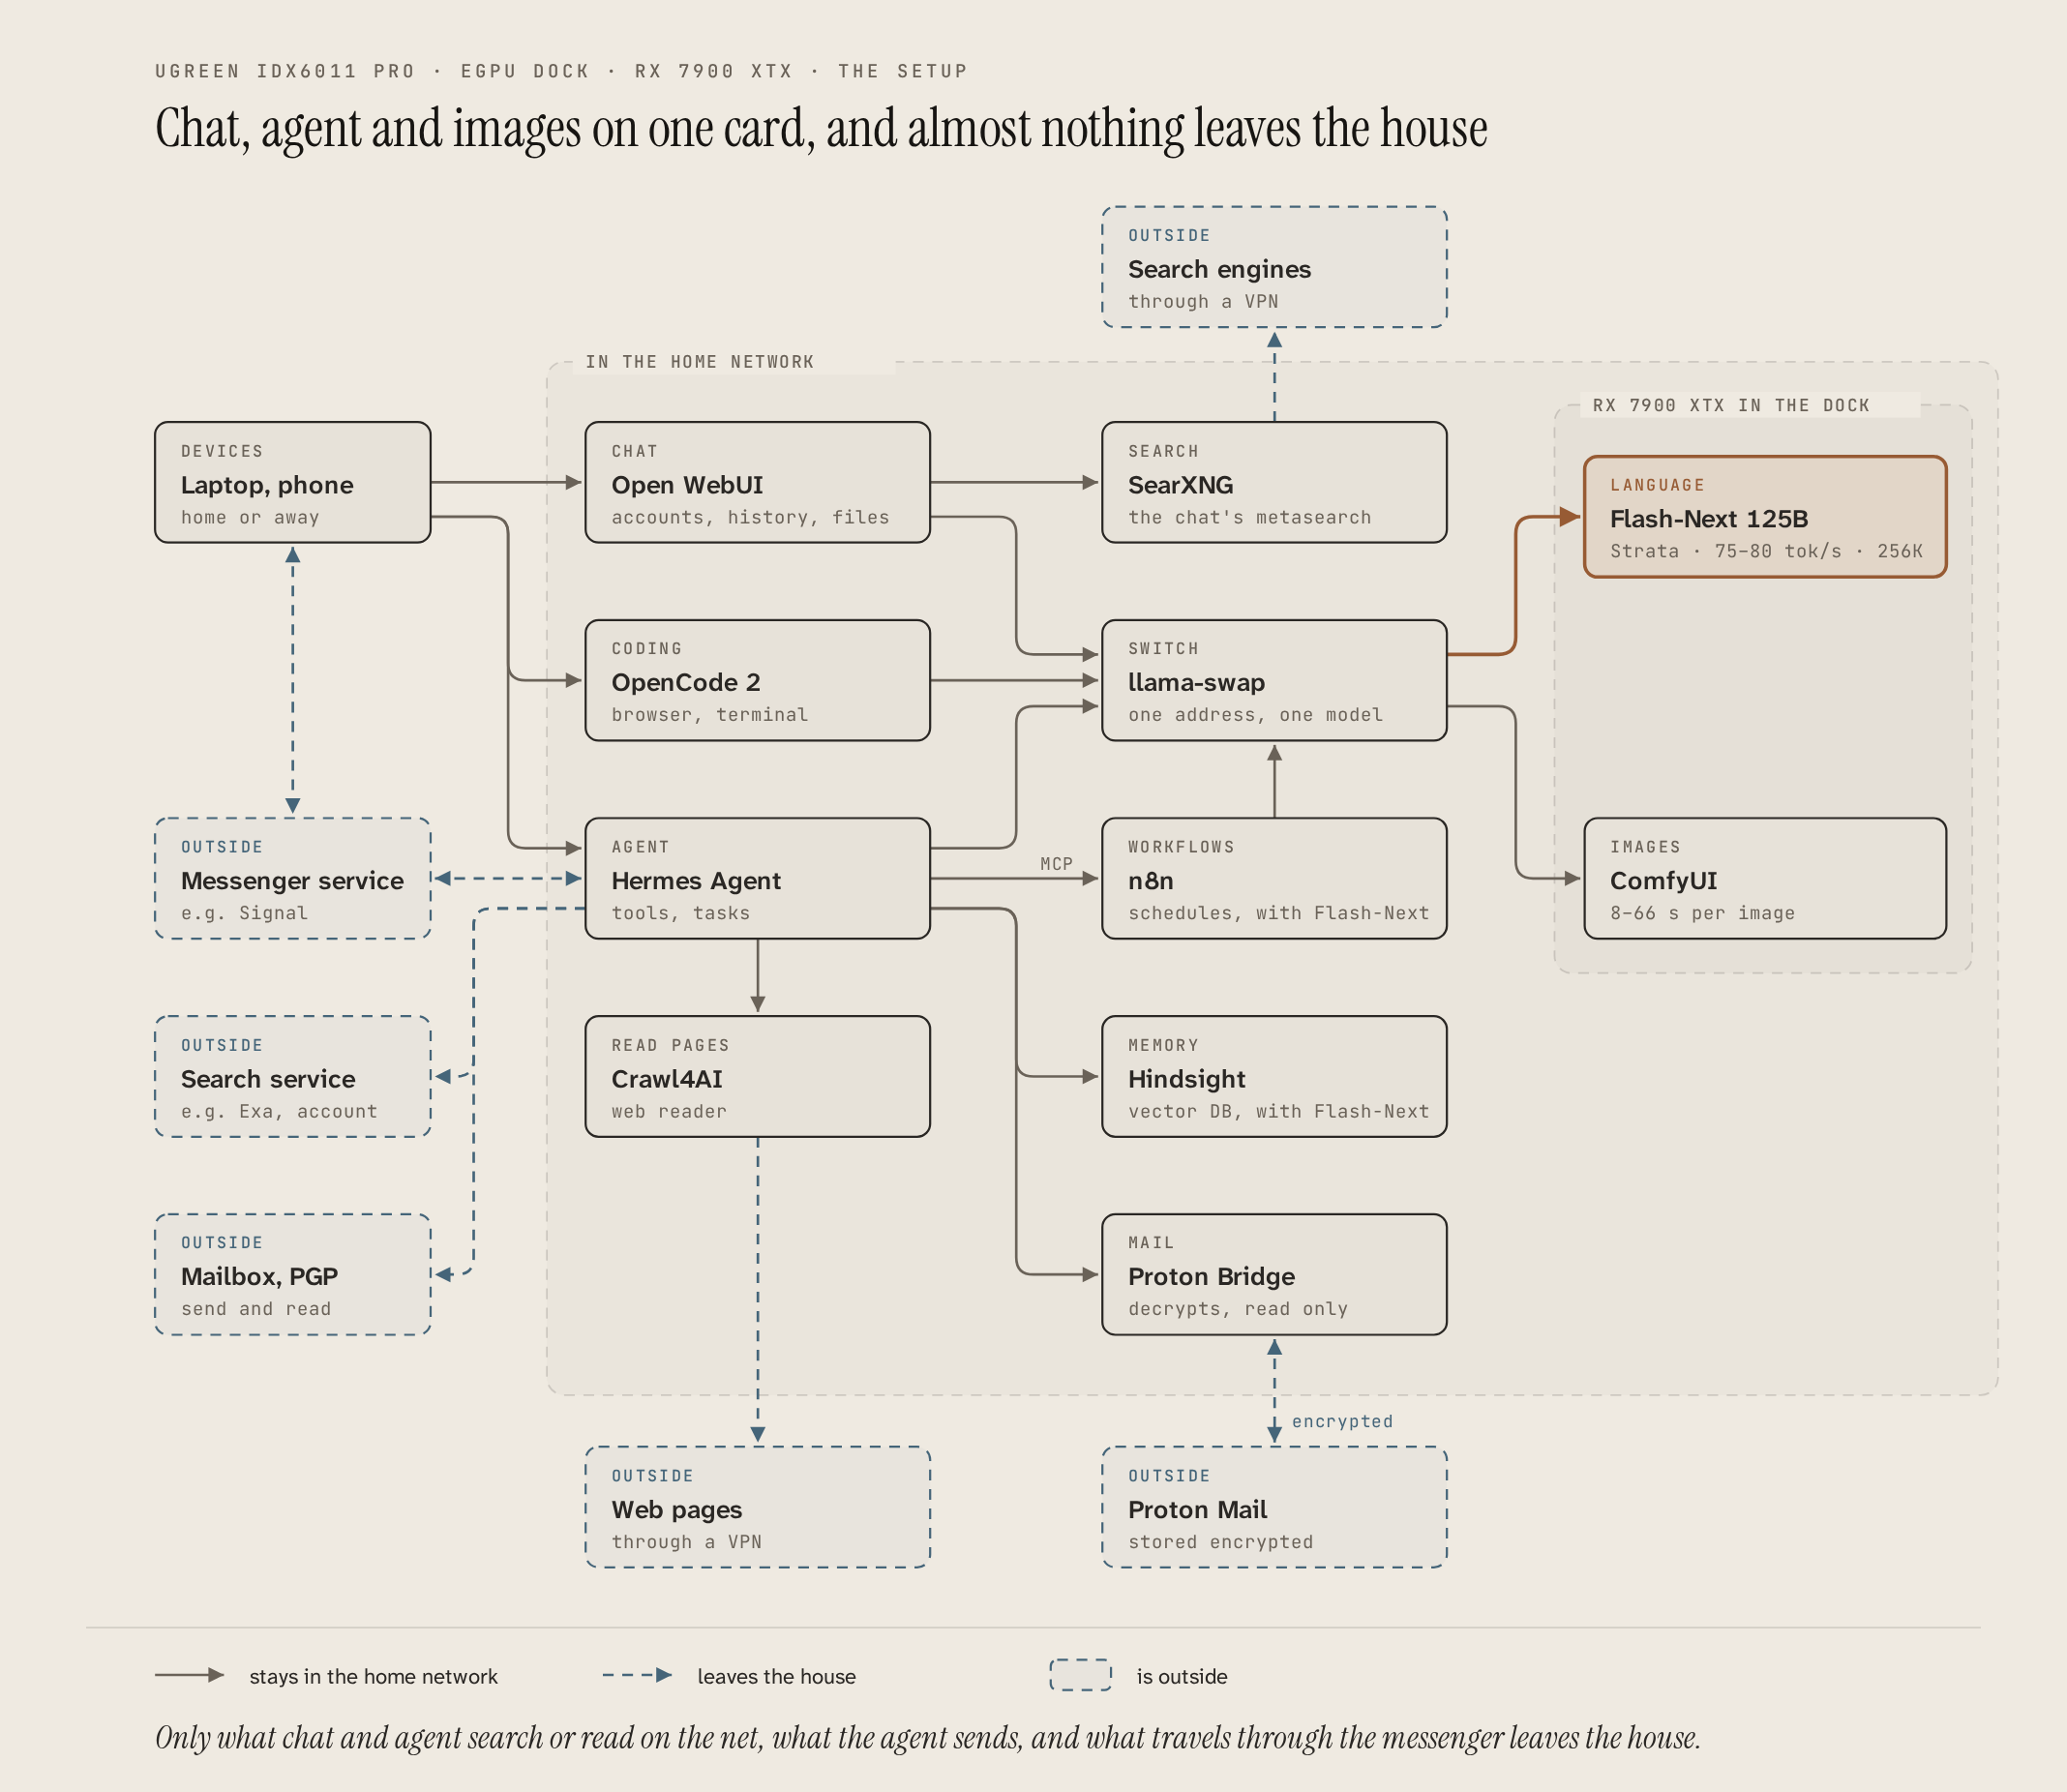 UGREEN IDX6011 PRO · EGPU DOCK · RX 7900 XTX · THE SETUP
Chat, agent and images on one card, and almost nothing leaves the house
OUTSIDE
Search engines
through a VPN
IN THE HOME NETWORK
RX 7900 XTX IN THE DOCK
DEVICES
Laptop, phone
home or away
CHAT
Open WebUI
accounts, history, files
SEARCH
SearXNG
the chat's metasearch
LANGUAGE
Flash-Next 125B
Strata · 75–80 tok/s · 256K
CODING
OpenCode 2
browser, terminal
SWITCH
llama-swap
one address, one model
OUTSIDE
Messenger service
e.g. Signal
AGENT
Hermes Agent
tools, tasks
MCP
WORKFLOWS
n8n
schedules, with Flash-Next
IMAGES
ComfyUI
8–66 s per image
OUTSIDE
Search service
e.g. Exa, account
READ PAGES
Crawl4AI
web reader
MEMORY
Hindsight
vector DB, with Flash-Next
OUTSIDE
Mailbox, PGP
send and read
MAIL
Proton Bridge
decrypts, read only
encrypted
OUTSIDE
Web pages
through a VPN
OUTSIDE
Proton Mail
stored encrypted
stays in the home network
leaves the house
is outside
Only what chat and agent search or read on the net, what the agent sends, and what travels through the messenger leaves the house.